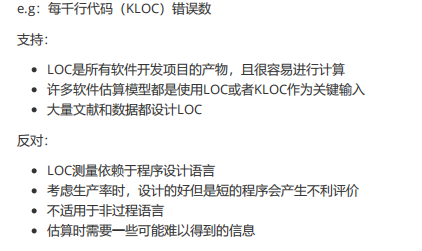 e.g：每千行代码（KLOC）错误数
支持：
LOC是所有软件开发项目的产物，且很容易进行计算
许多软件估算模型都是使用LOC或者KLOC作为关键输入
大量文献和数据都设计LOC
反对：
LOC测量依赖于程序设计语言
考虑生产率时，设计的好但是短的程序会产生不利评价
不适用于非过程语言
估算时需要一些可能难以得到的信息